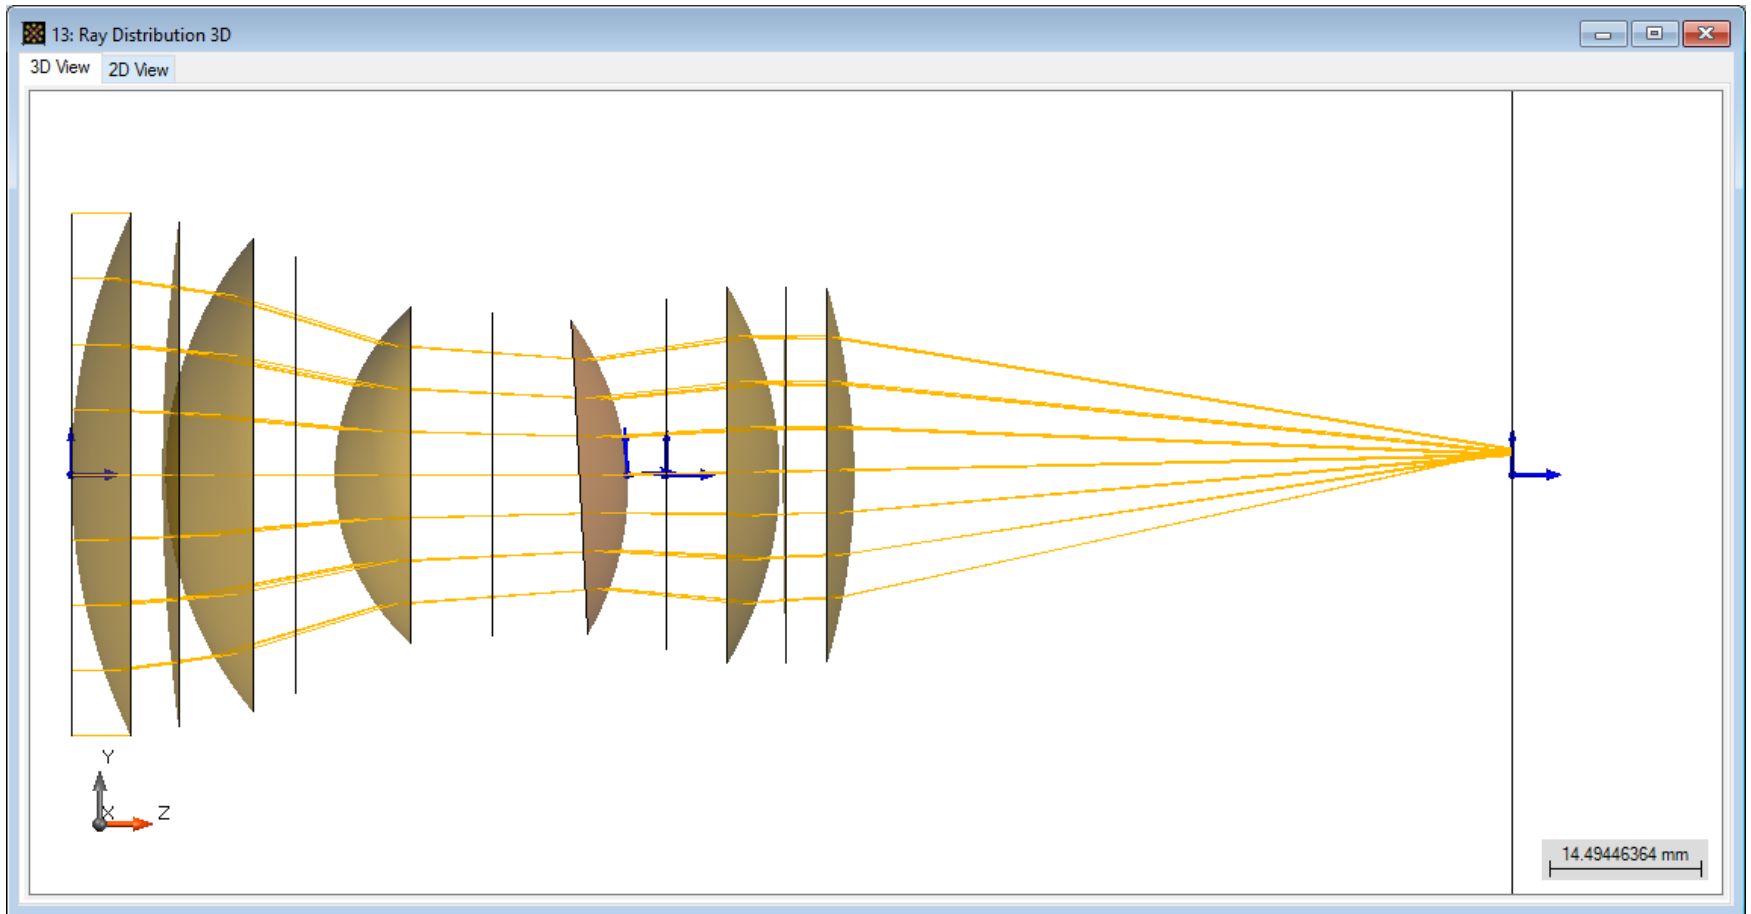 13: Ray Distribution 3D
3D View 2D View
Y
X Z
14.49446364 mm